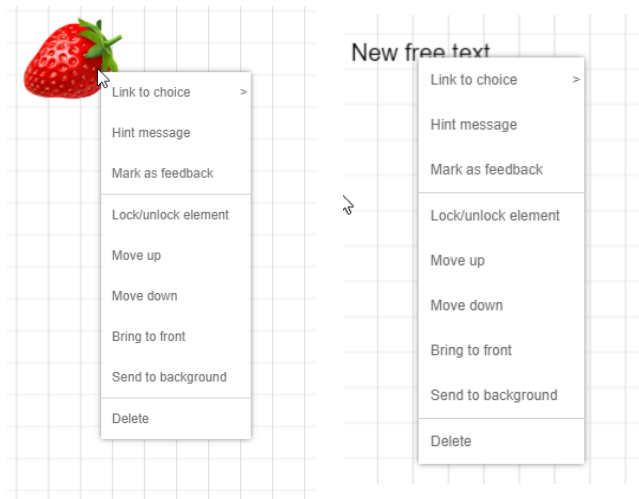 Link to choice >
Hint message
Mark as feedback
Lock/unlock element
Move up
Move down
Bring to front
Send to background
Delete
New free text
Link to choice >
Hint message
Mark as feedback
Lock/unlock element
Move up
Move down
Bring to front
Send to background
Delete